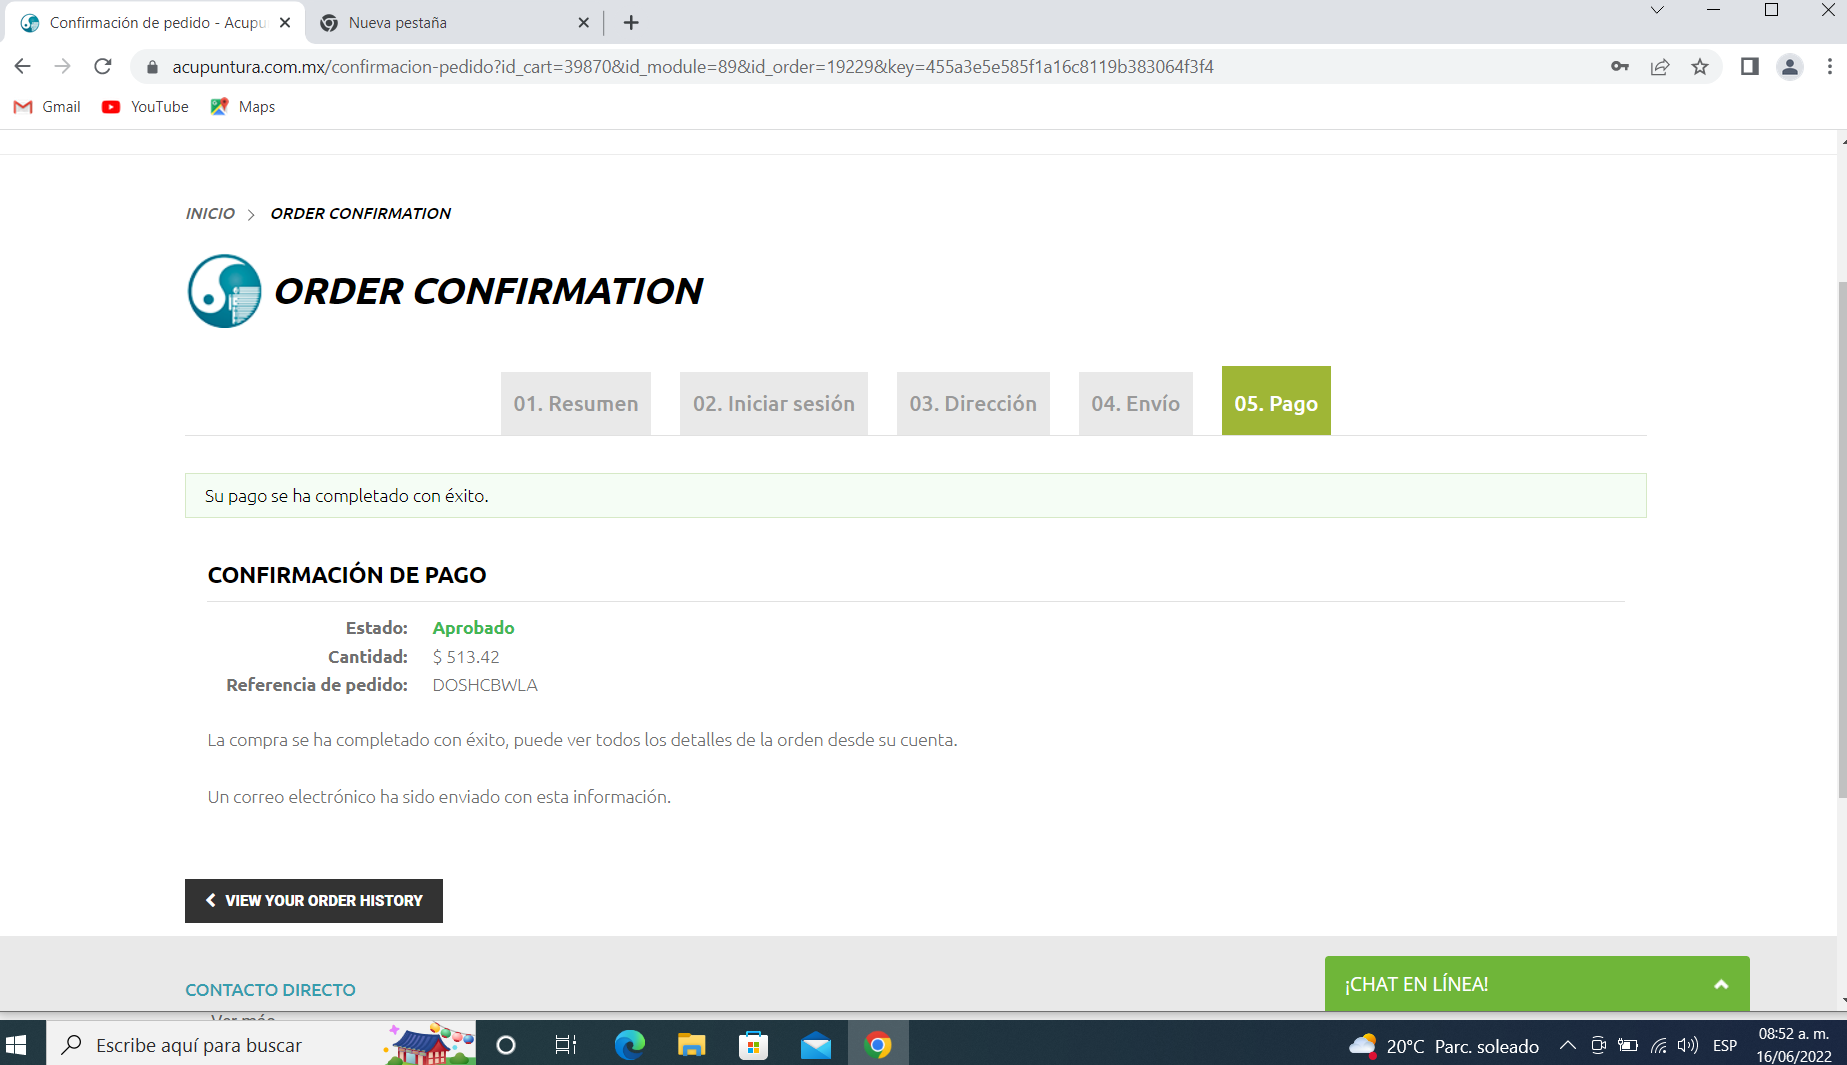 Confirmación de pedido - Acupu
Nueva pestaña
acupuntura.com.mx/confirmacion-pedido?id_cart=39870&id_module=89&id_order=19229&key=455a3e5e585f1a16c8119b383064f3f4
Gmail YouTube Maps
INICIO > ORDER CONFIRMATION
ORDER CONFIRMATION
01. Resumen 02. Iniciar sesión 03. Dirección 04. Envío 05. Pago
Su pago se ha completado con éxito.
CONFIRMACIÓN DE PAGO
Estado: Aprobado
Cantidad: $ 513.42
Referencia de pedido: DOSHCBWLA
La compra se ha completado con éxito, puede ver todos los detalles de la orden desde su cuenta.
Un correo electrónico ha sido enviado con esta información.
VIEW YOUR ORDER HISTORY
CONTACTO DIRECTO
¡CHAT EN LÍNEA!
Ver más
Escribe aquí para buscar
20°C Parc. soleado
ESP
08:52 a. m.
16/06/2022